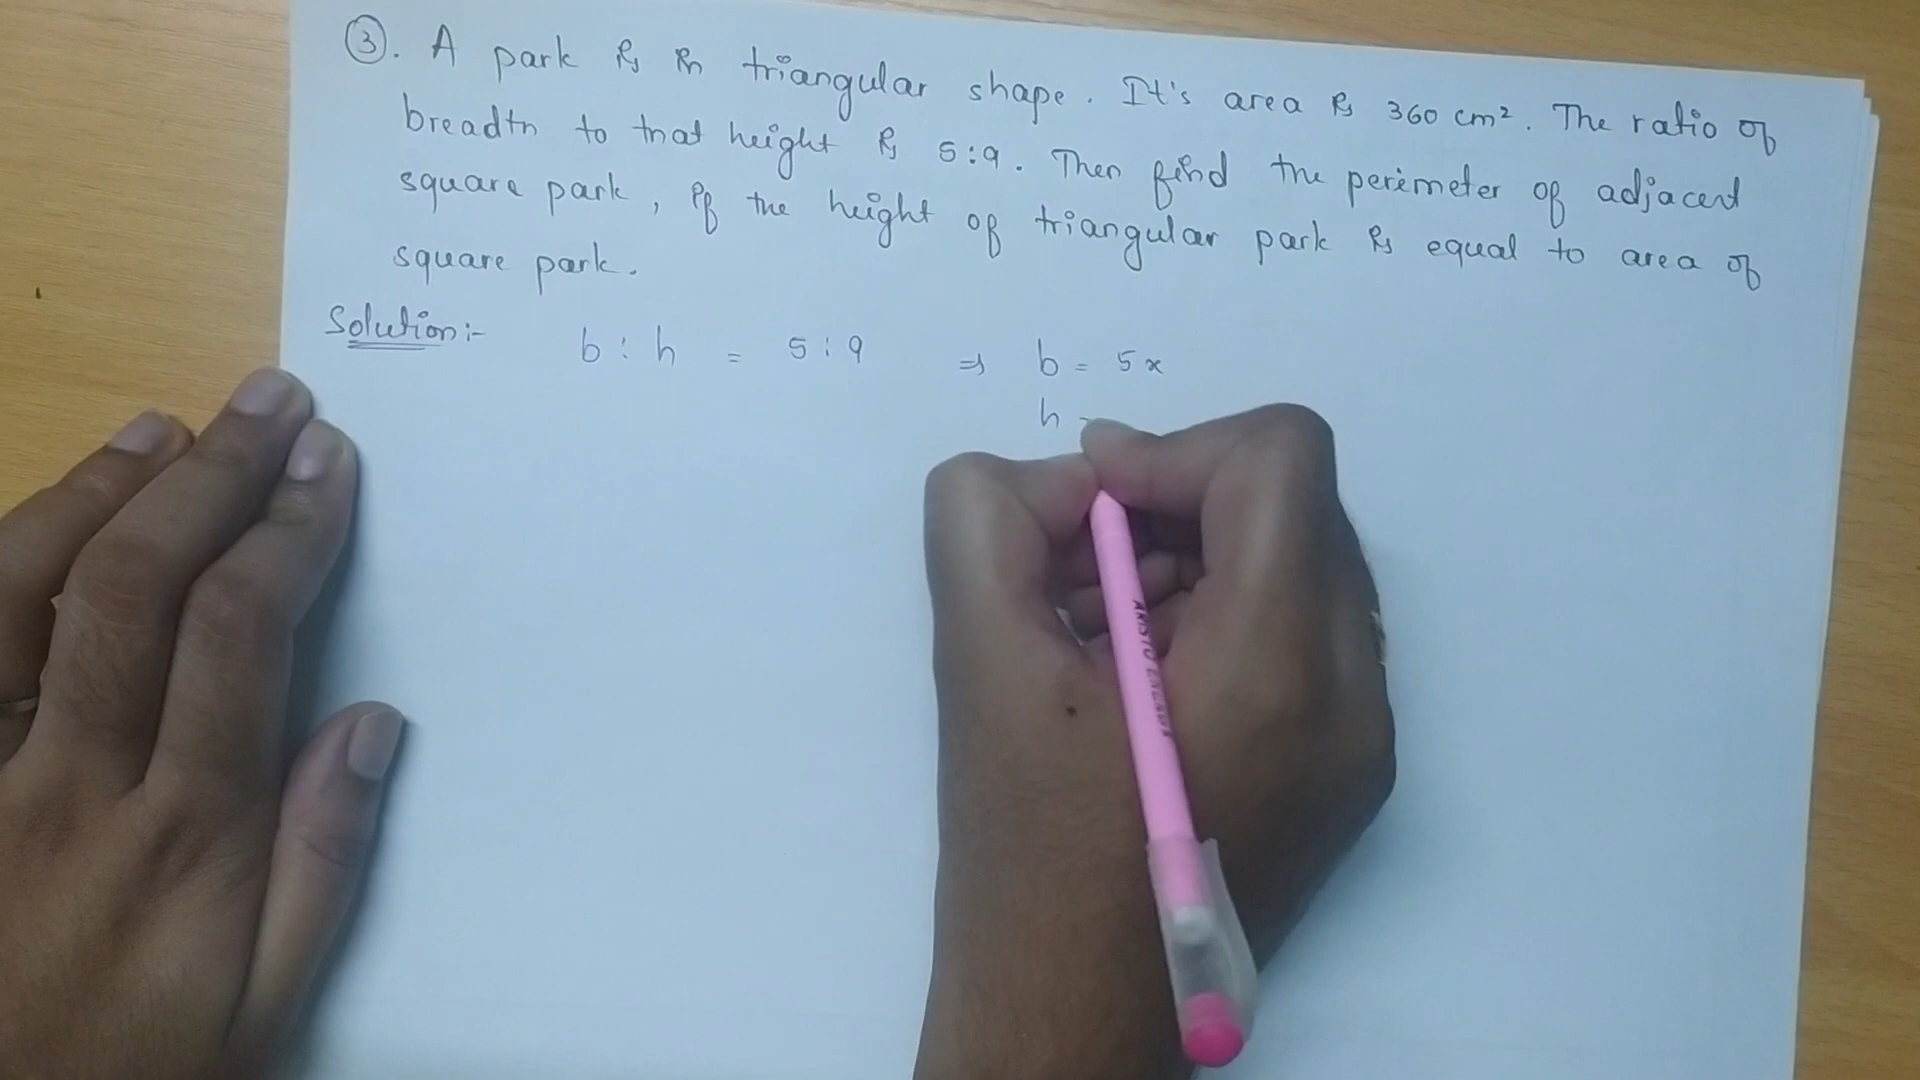 3. A park is in triangular shape. It's area is 360 cm². The ratio of
breadth to that height is 5:9. Then find the perimeter of adjacent
square park, if the height of triangular park is equal to area of
square park.
Solution:- b : h = 5 : 9 ⇒ b = 5x
h =
ARISTO